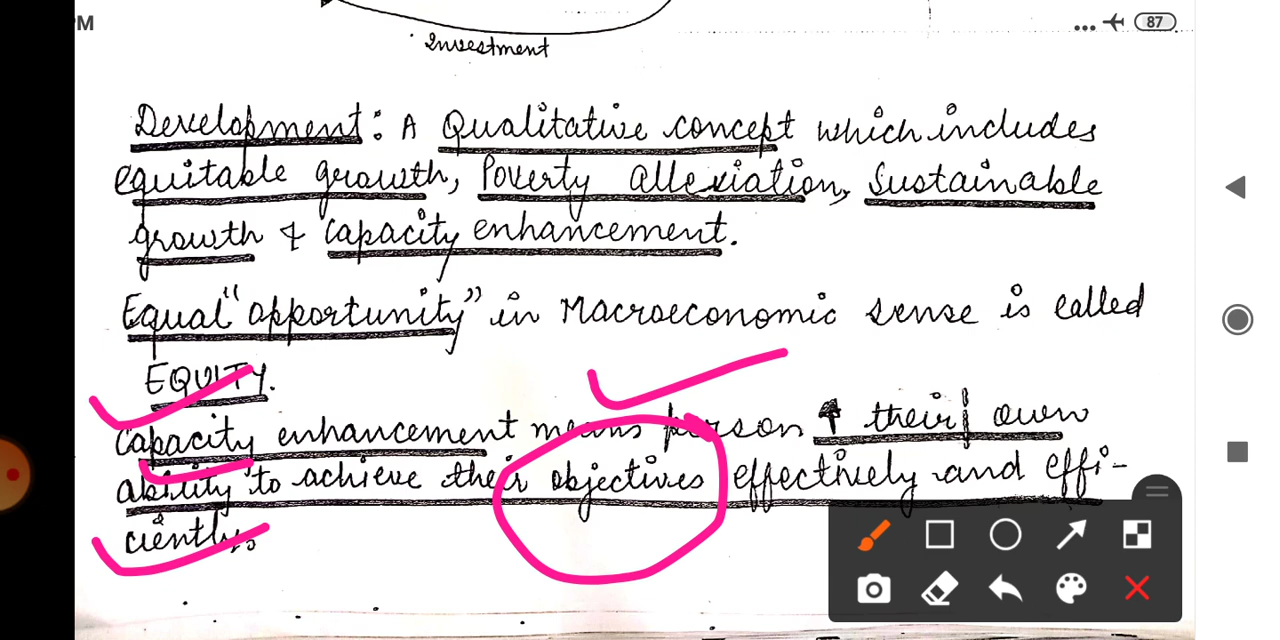 PM
87
Investment
Development: A Qualitative concept which includes
equitable growth, Poverty alleviation, Sustainable
growth & capacity enhancement.
Equal "opportunity" in Macroeconomic sense is called
EQUITY.
Capacity enhancement means person ↑ their own
ability to achieve their objectives effectively and effi-
ciently.